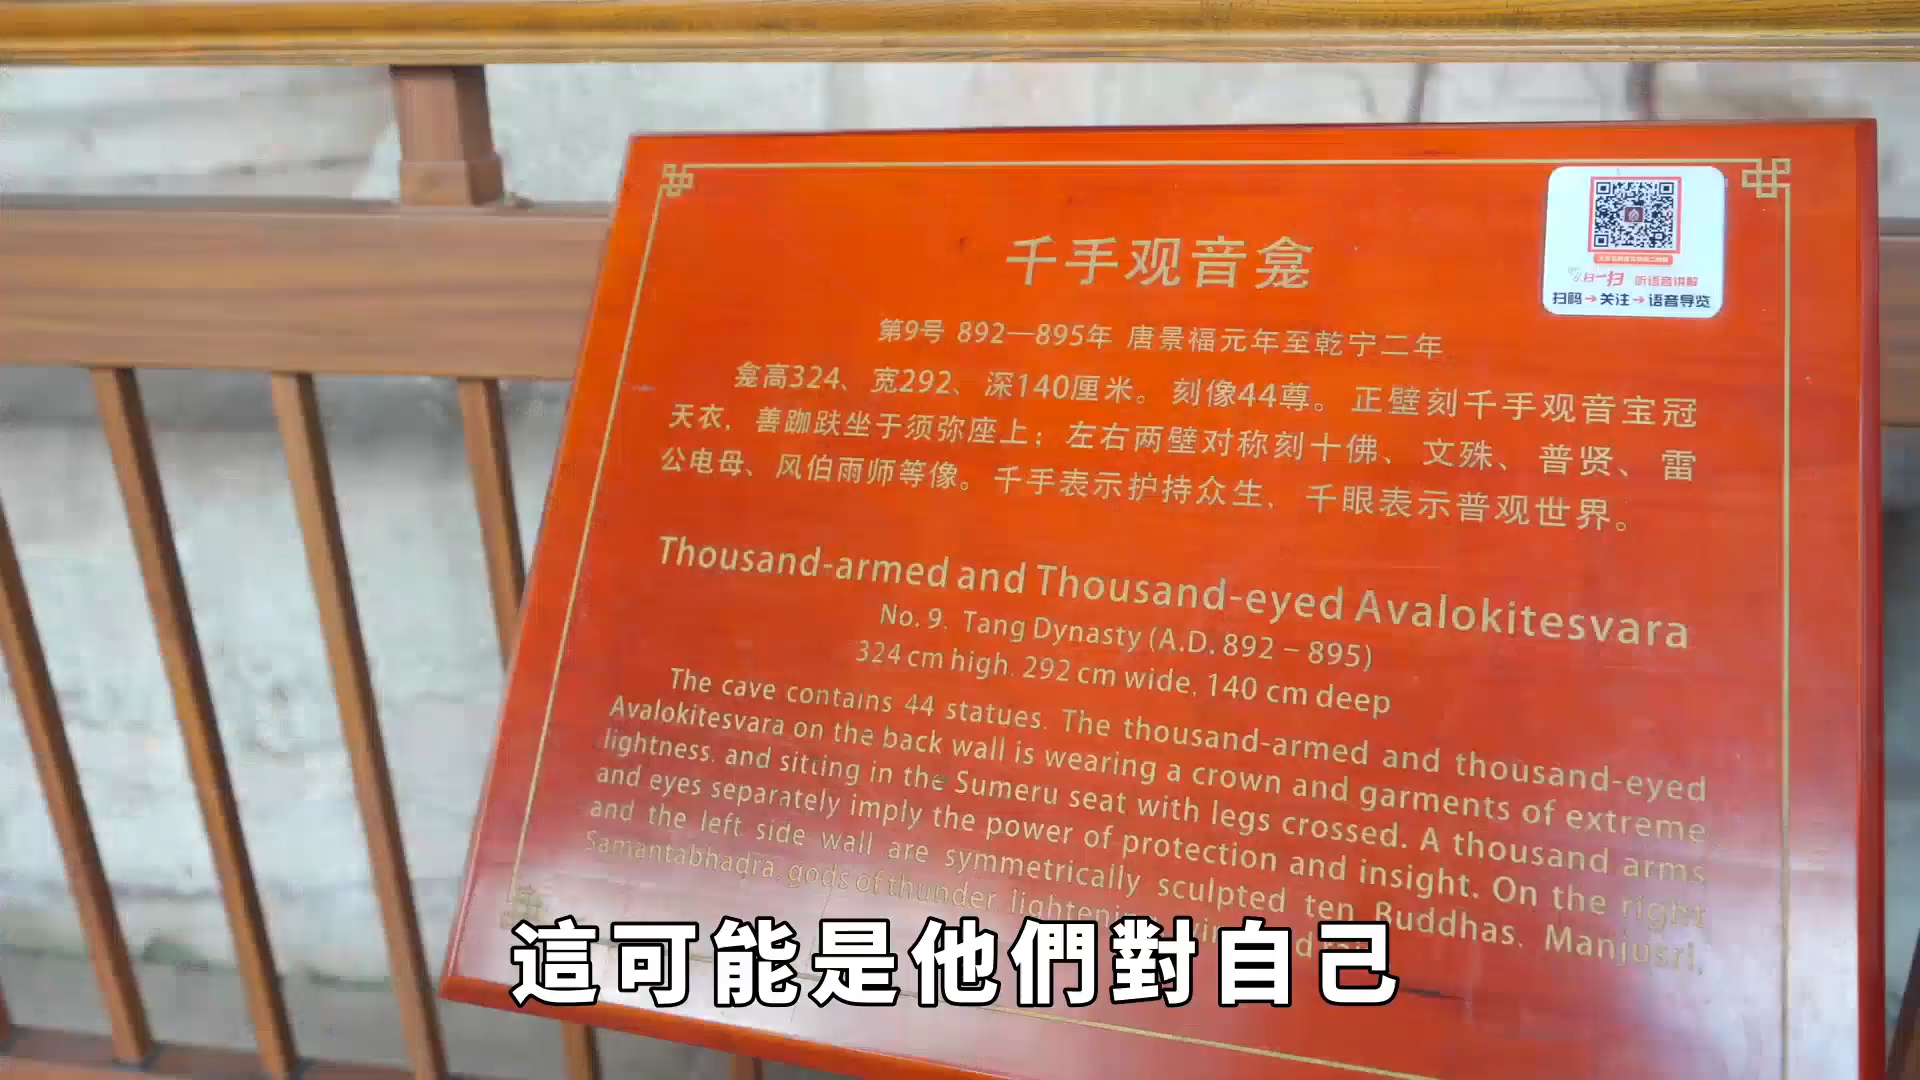 千手观音龛
扫一扫 听语音讲解
扫码→关注→语音导览
第9号 892—895年 唐景福元年至乾宁二年
龛高324、宽292、深140厘米。刻像44尊。正壁刻千手观音宝冠
天衣，善跏趺坐于须弥座上；左右两壁对称刻十佛、文殊、普贤、雷
公电母、风伯雨师等像。千手表示护持众生，千眼表示普观世界。
Thousand-armed and Thousand-eyed Avalokitesvara
No. 9. Tang Dynasty (A.D. 892 – 895)
324 cm high, 292 cm wide, 140 cm deep
The cave contains 44 statues. The thousand-armed and thousand-eyed
Avalokitesvara on the back wall is wearing a crown and garments of extreme
lightness, and sitting in the Sumeru seat with legs crossed. A thousand arms
and eyes separately imply the power of protection and insight. On the right
and the left side wall are symmetrically sculpted ten Buddhas, Manjusri,
Samantabhadra, gods of thunder,
這可能是他們對自己